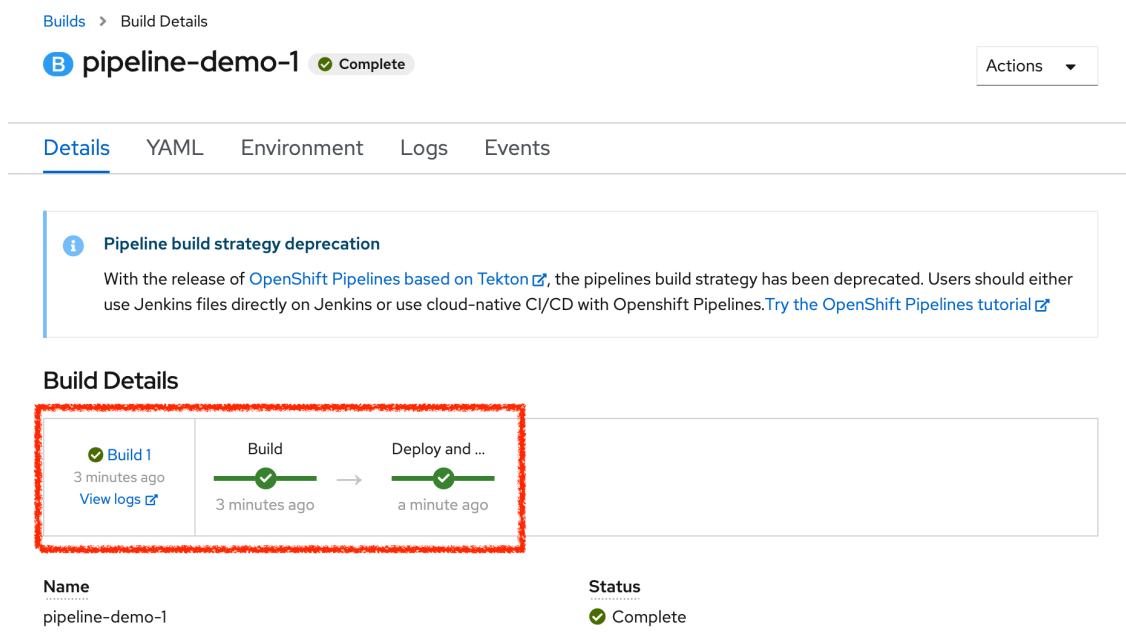 Builds > Build Details
B pipeline-demo-1 Complete
Actions
Details YAML Environment Logs Events
Pipeline build strategy deprecation
With the release of OpenShift Pipelines based on Tekton, the pipelines build strategy has been deprecated. Users should either
use Jenkins files directly on Jenkins or use cloud-native CI/CD with Openshift Pipelines.Try the OpenShift Pipelines tutorial
Build Details
Build 1
3 minutes ago
View logs
Build
3 minutes ago
Deploy and ...
a minute ago
Name
pipeline-demo-1
Status
Complete